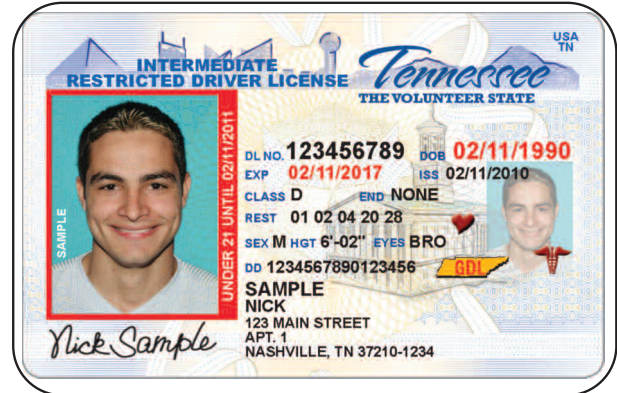 USA
TN
INTERMEDIATE
RESTRICTED DRIVER LICENSE
Tennessee
THE VOLUNTEER STATE
SAMPLE
UNDER 21 UNTIL 02/11/2011
DL NO. 123456789 DOB 02/11/1990
EXP 02/11/2017 ISS 02/11/2010
CLASS D END NONE
REST 01 02 04 20 28
SEX M HGT 6'-02" EYES BRO
DD 1234567890123456 GDL
SAMPLE
NICK
123 MAIN STREET
APT. 1
NASHVILLE, TN 37210-1234
Nick Sample